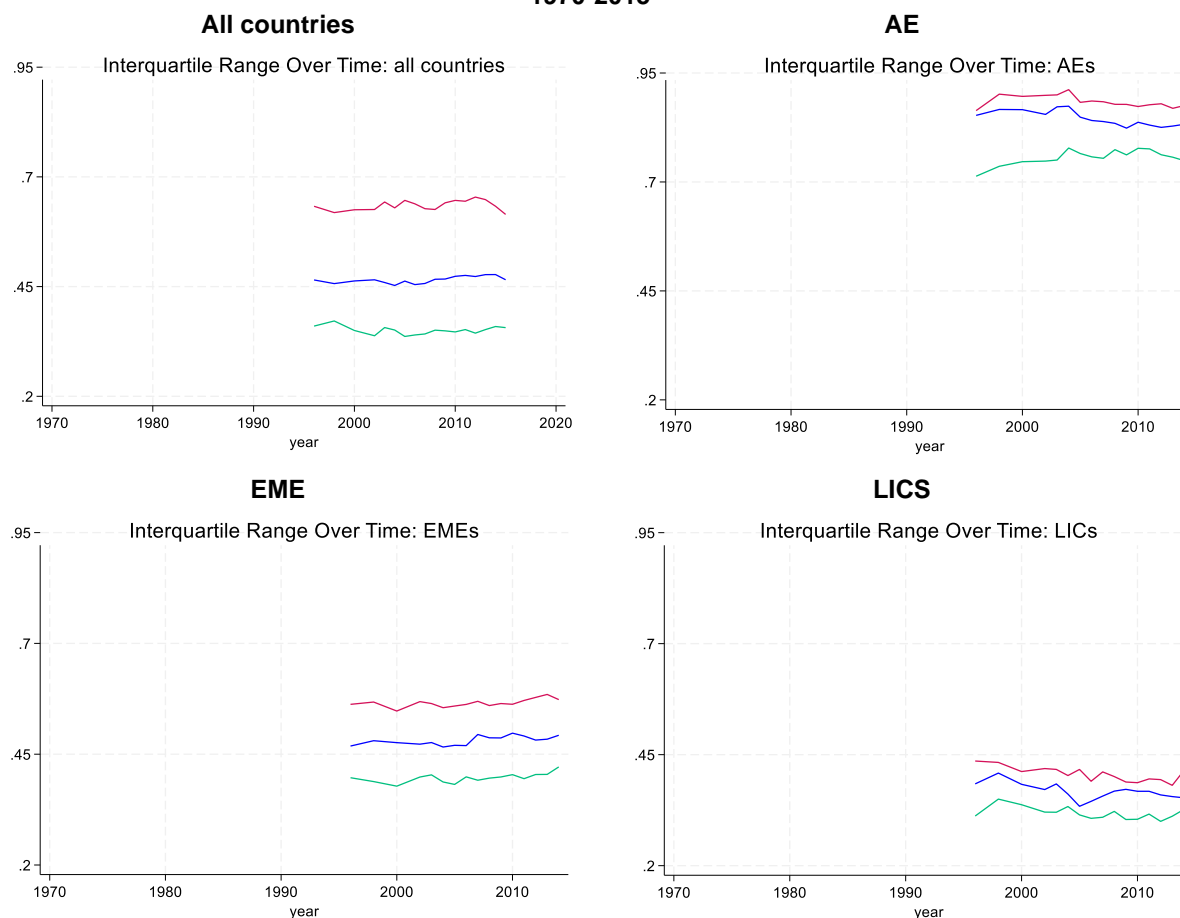 All countries
Interquartile Range Over Time: all countries
.95
.7
.45
.2
1970 1980 1990 2000 2010 2020
year
AE
Interquartile Range Over Time: AEs
.95
.7
.45
.2
1970 1980 1990 2000 2010
year
EME
Interquartile Range Over Time: EMEs
.95
.7
.45
.2
1970 1980 1990 2000 2010
year
LICS
Interquartile Range Over Time: LICs
.95
.7
.45
.2
1970 1980 1990 2000 2010
year